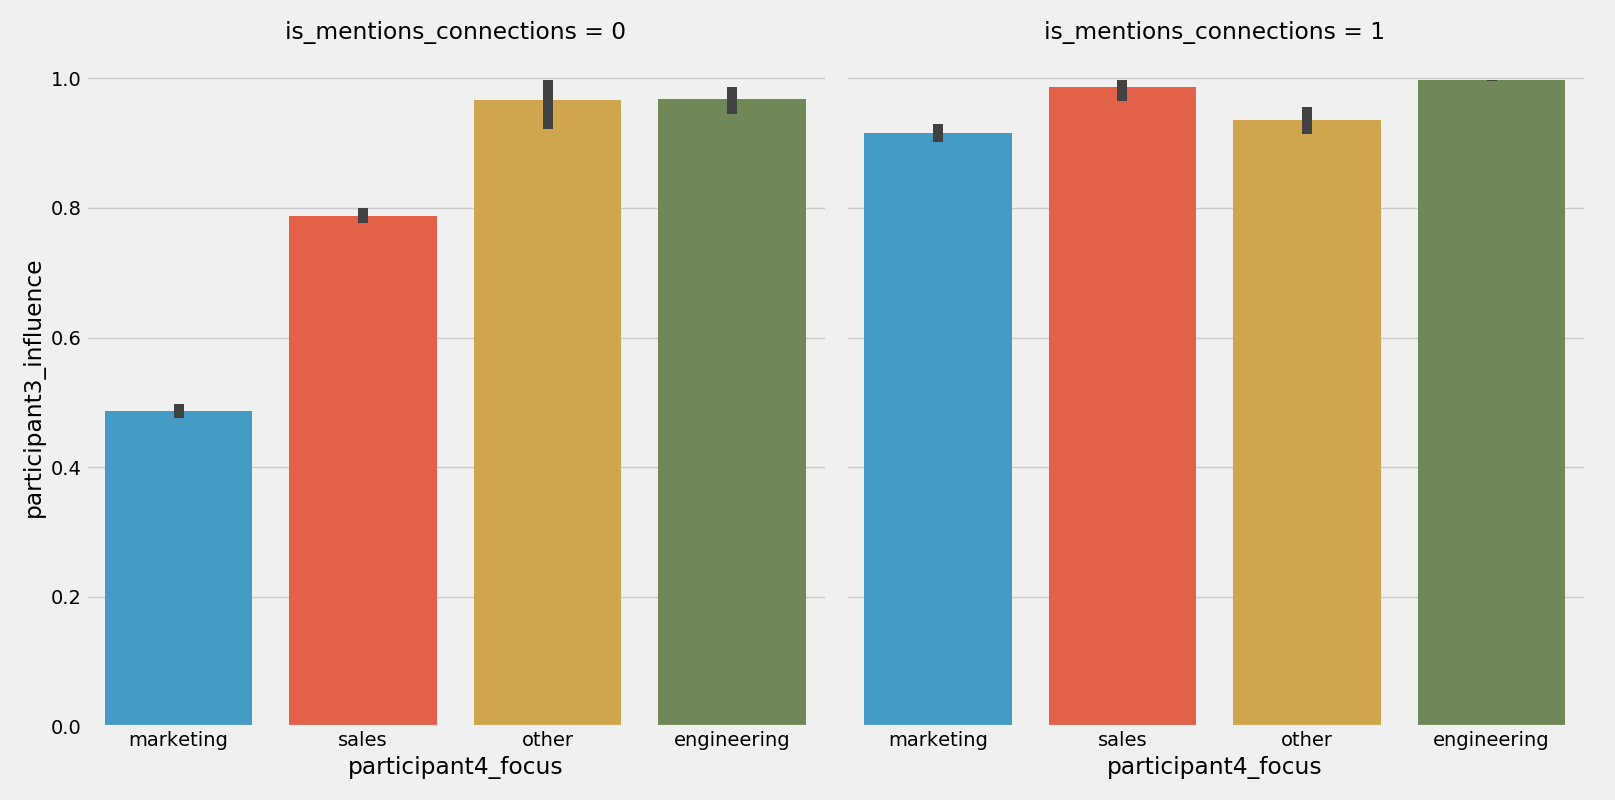 is_mentions_connections = 0
is_mentions_connections = 1
participant3_influence
1.0
0.8
0.6
0.4
0.2
0.0
marketing sales other engineering
marketing sales other engineering
participant4_focus
participant4_focus